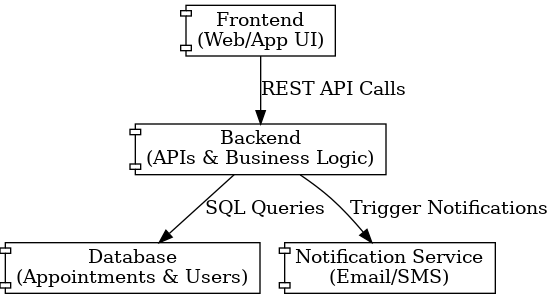 Frontend
(Web/App UI)
REST API Calls
Backend
(APIs & Business Logic)
SQL Queries
Trigger Notifications
Database
(Appointments & Users)
Notification Service
(Email/SMS)